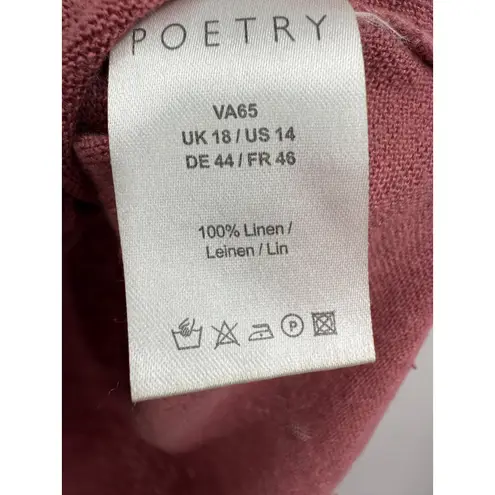 POETRY
VA65
UK 18 / US 14
DE 44 / FR 46
100% Linen /
Leinen / Lin
P